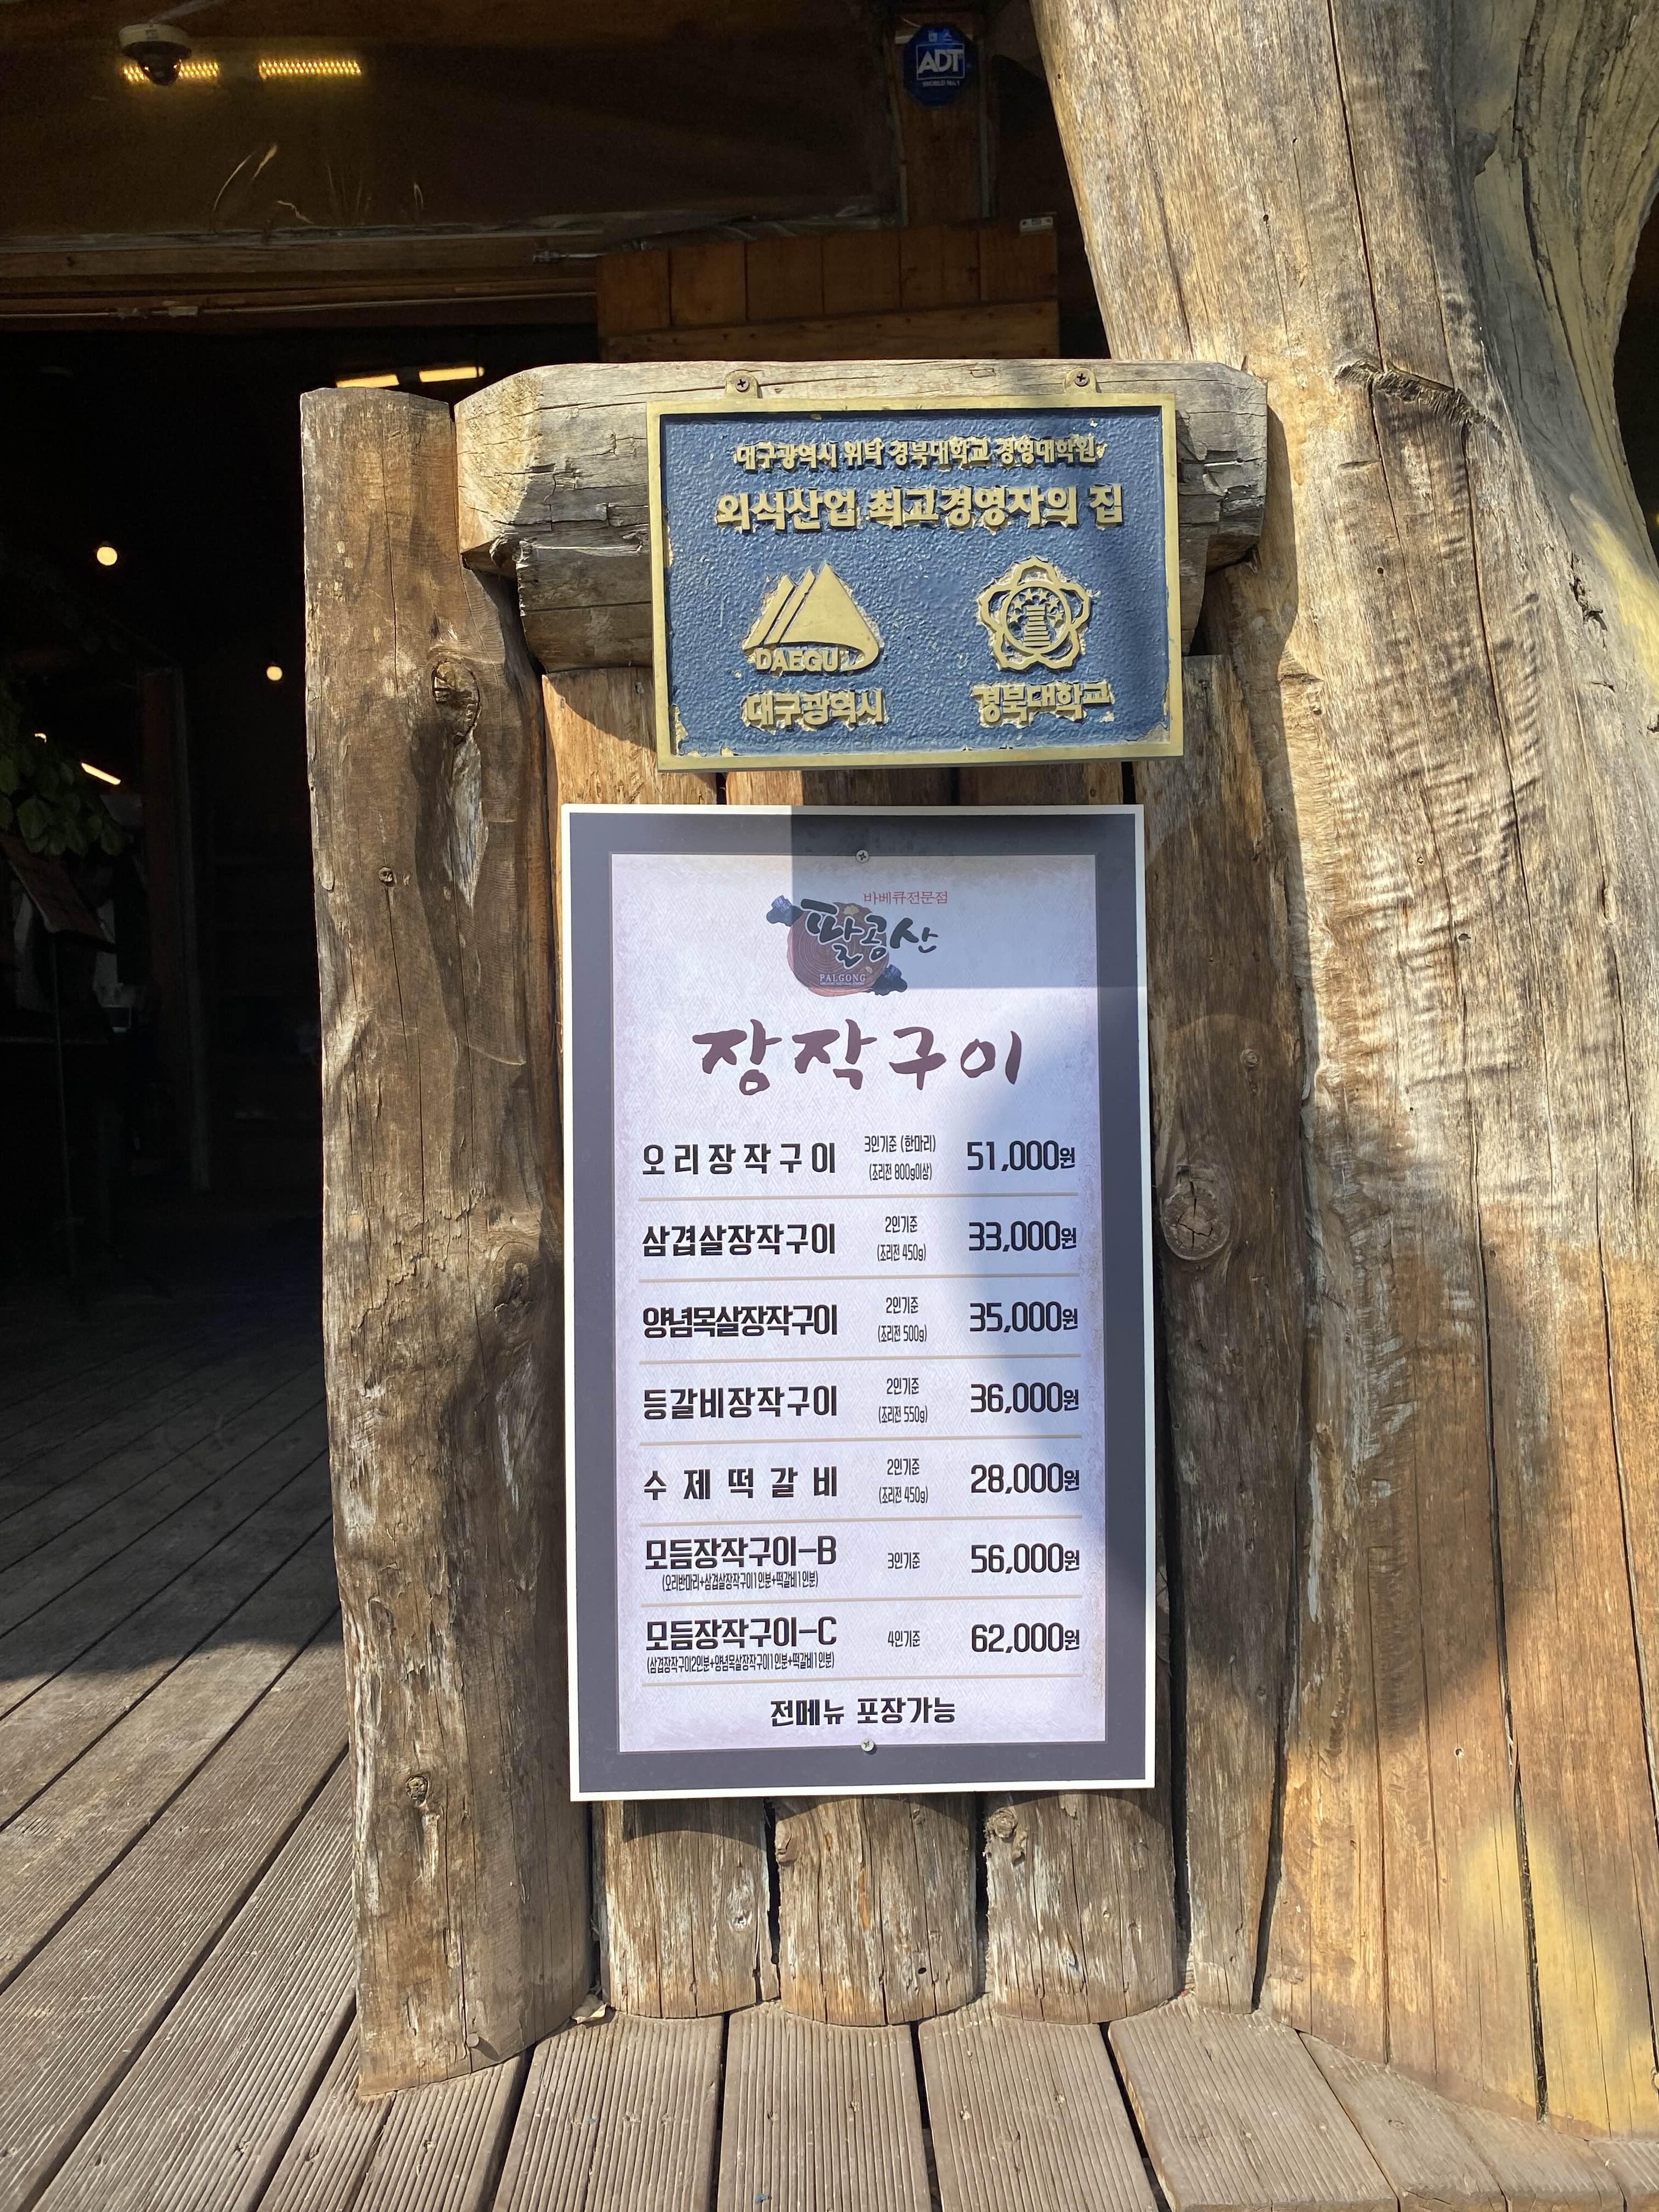 ADT
WORLD No.1
대구광역시 위탁 경북대학교 경영대학원
외식산업 최고경영자의 집
DAEGU
대구광역시
경북대학교
바베큐전문점
팔공산
PALGONG
장작구이
오리장작구이 3인기준 (한마리) 51,000원
(조리전 800g이상)
삼겹살장작구이 2인기준 33,000원
(조리전 450g)
양념목살장작구이 2인기준 35,000원
(조리전 500g)
등갈비장작구이 2인기준 36,000원
(조리전 550g)
수제떡갈비 2인기준 28,000원
(조리전 450g)
모듬장작구이-B 3인기준 56,000원
(오리반마리+삼겹살장작구이1인분+떡갈비1인분)
모듬장작구이-C 4인기준 62,000원
(삼겹장작구이2인분+양념목살장작구이1인분+떡갈비1인분)
전메뉴 포장가능